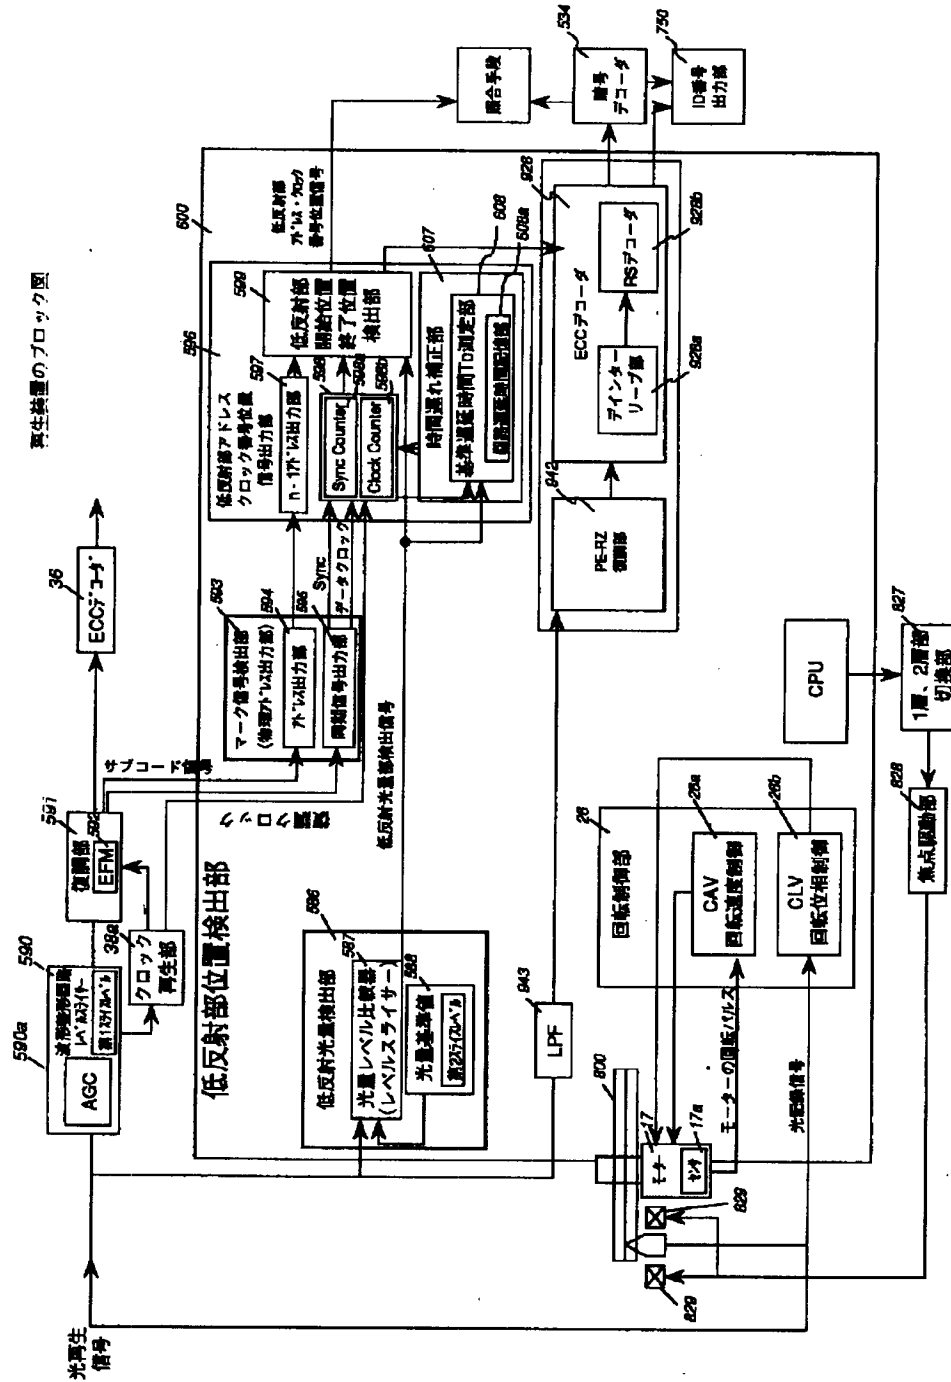 再生装置のブロック図
光再生
信号
590a
590
波形整形回路
レベルスライサー
第1スライスレベル
AGC
クロック
再生部
38a
591
復調部
592
EFM
36
ECCデコーダ
サブコード信号
復調クロック
低反射部位置検出部
600
586
低反射光量検出部
587
光量レベル比較器
(レベルスライサー)
588
光量基準値
第2スライスレベル
低反射光量部検出信号
593
マーク信号検出部
(物理アドレス出力部)
594
アドレス出力部
595
同期信号出力部
Sync
データクロック
596
低反射部アドレス
クロック番号位置
信号出力部
597
n-1アドレス出力部
598
598a
Sync Counter
598b
Clock Counter
599
低反射部
開始位置
終了位置
検出部
低反射部
アドレス・クロック
番号位置信号
607
時間遅れ補正部
608
基準遅延時間TD測定部
608a
回路遅延時間記憶部
照合手段
534
暗号
デコーダ
750
ID番号
出力部
943
LPF
942
PE-RZ
復調部
928
ECCデコーダ
928a
デインター
リーブ部
928b
RSデコーダ
800
17
モーター
17a
センサ
829
829
モーターの回転パルス
光記録信号
26
回転制御部
26a
CAV
回転速度制御
26b
CLV
回転位相制御
CPU
827
1層、2層部
切換部
828
焦点駆動部